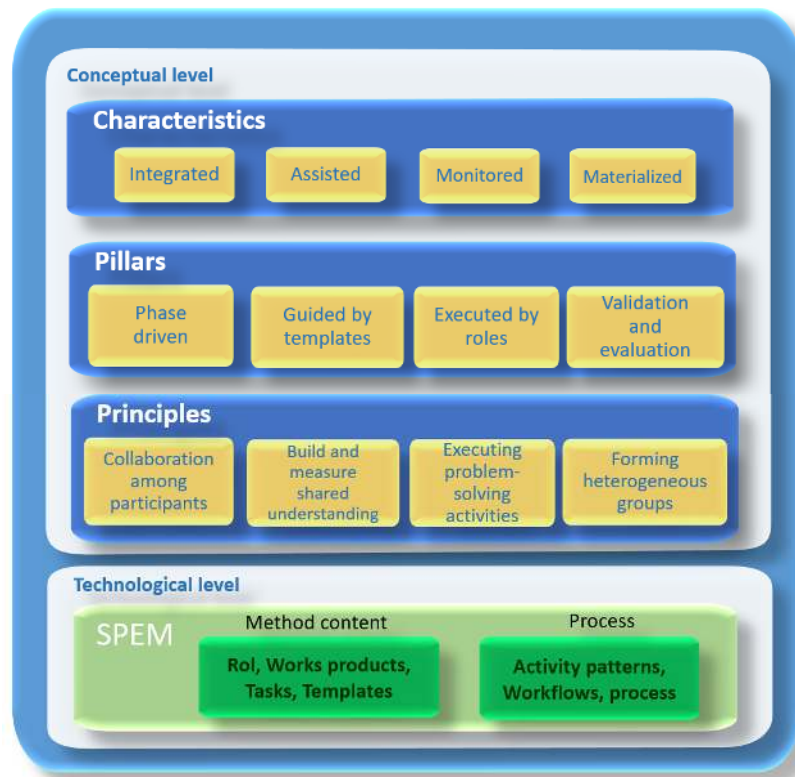 Conceptual level
Characteristics
Integrated
Assisted
Monitored
Materialized
Pillars
Phase
driven
Guided by
templates
Executed by
roles
Validation
and
evaluation
Principles
Collaboration
among
participants
Build and
measure
shared
understanding
Executing
problem-
solving
activities
Forming
heterogeneous
groups
Technological level
SPEM
Method content
Rol, Works products,
Tasks, Templates
Process
Activity patterns,
Workflows, process